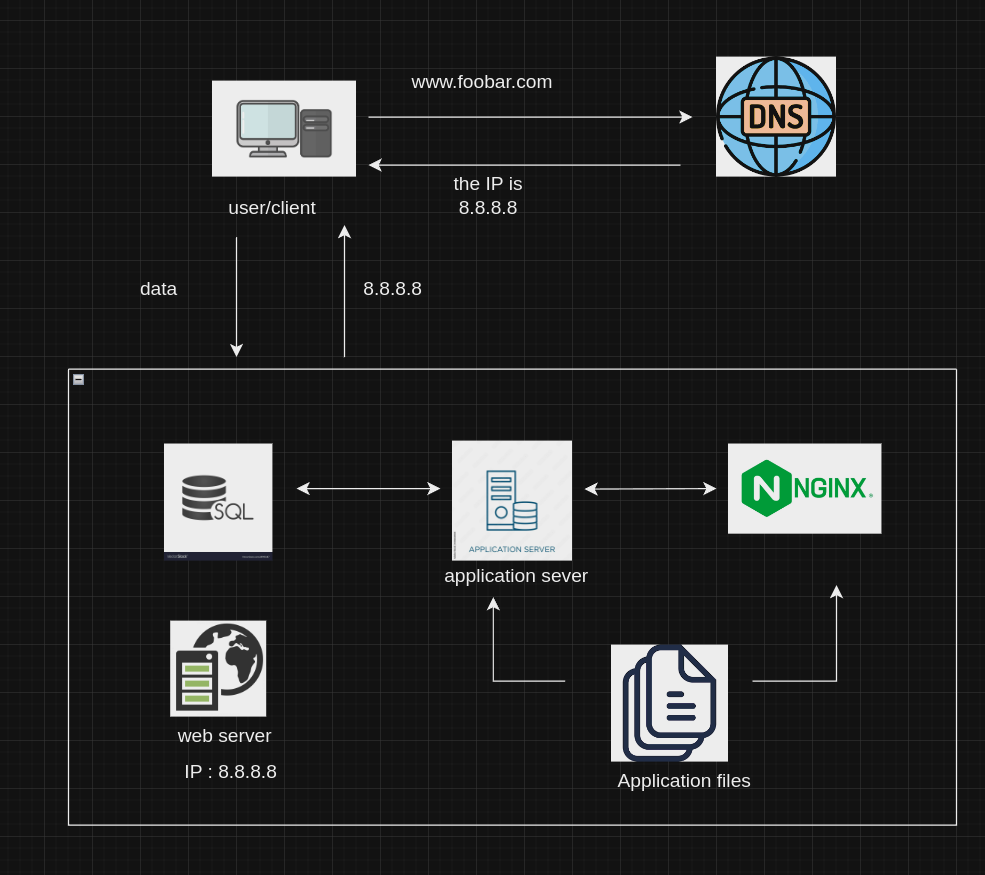 www.foobar.com
DNS
the IP is
8.8.8.8
user/client
data
8.8.8.8
SQL
APPLICATION SERVER
NGINX
application sever
web server
IP : 8.8.8.8
Application files